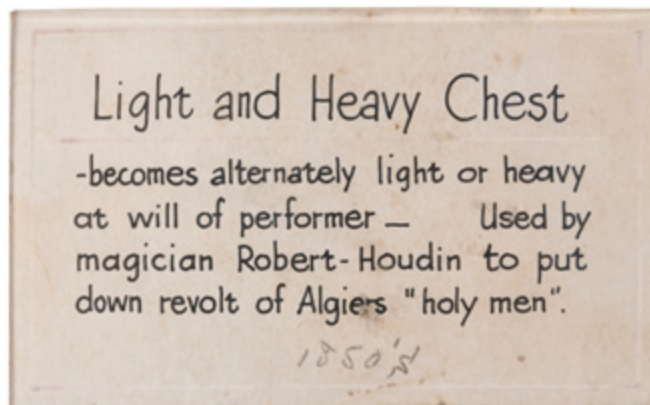 Light and Heavy Chest
-becomes alternately light or heavy
at will of performer — Used by
magician Robert-Houdin to put
down revolt of Algiers "holy men".
1850's